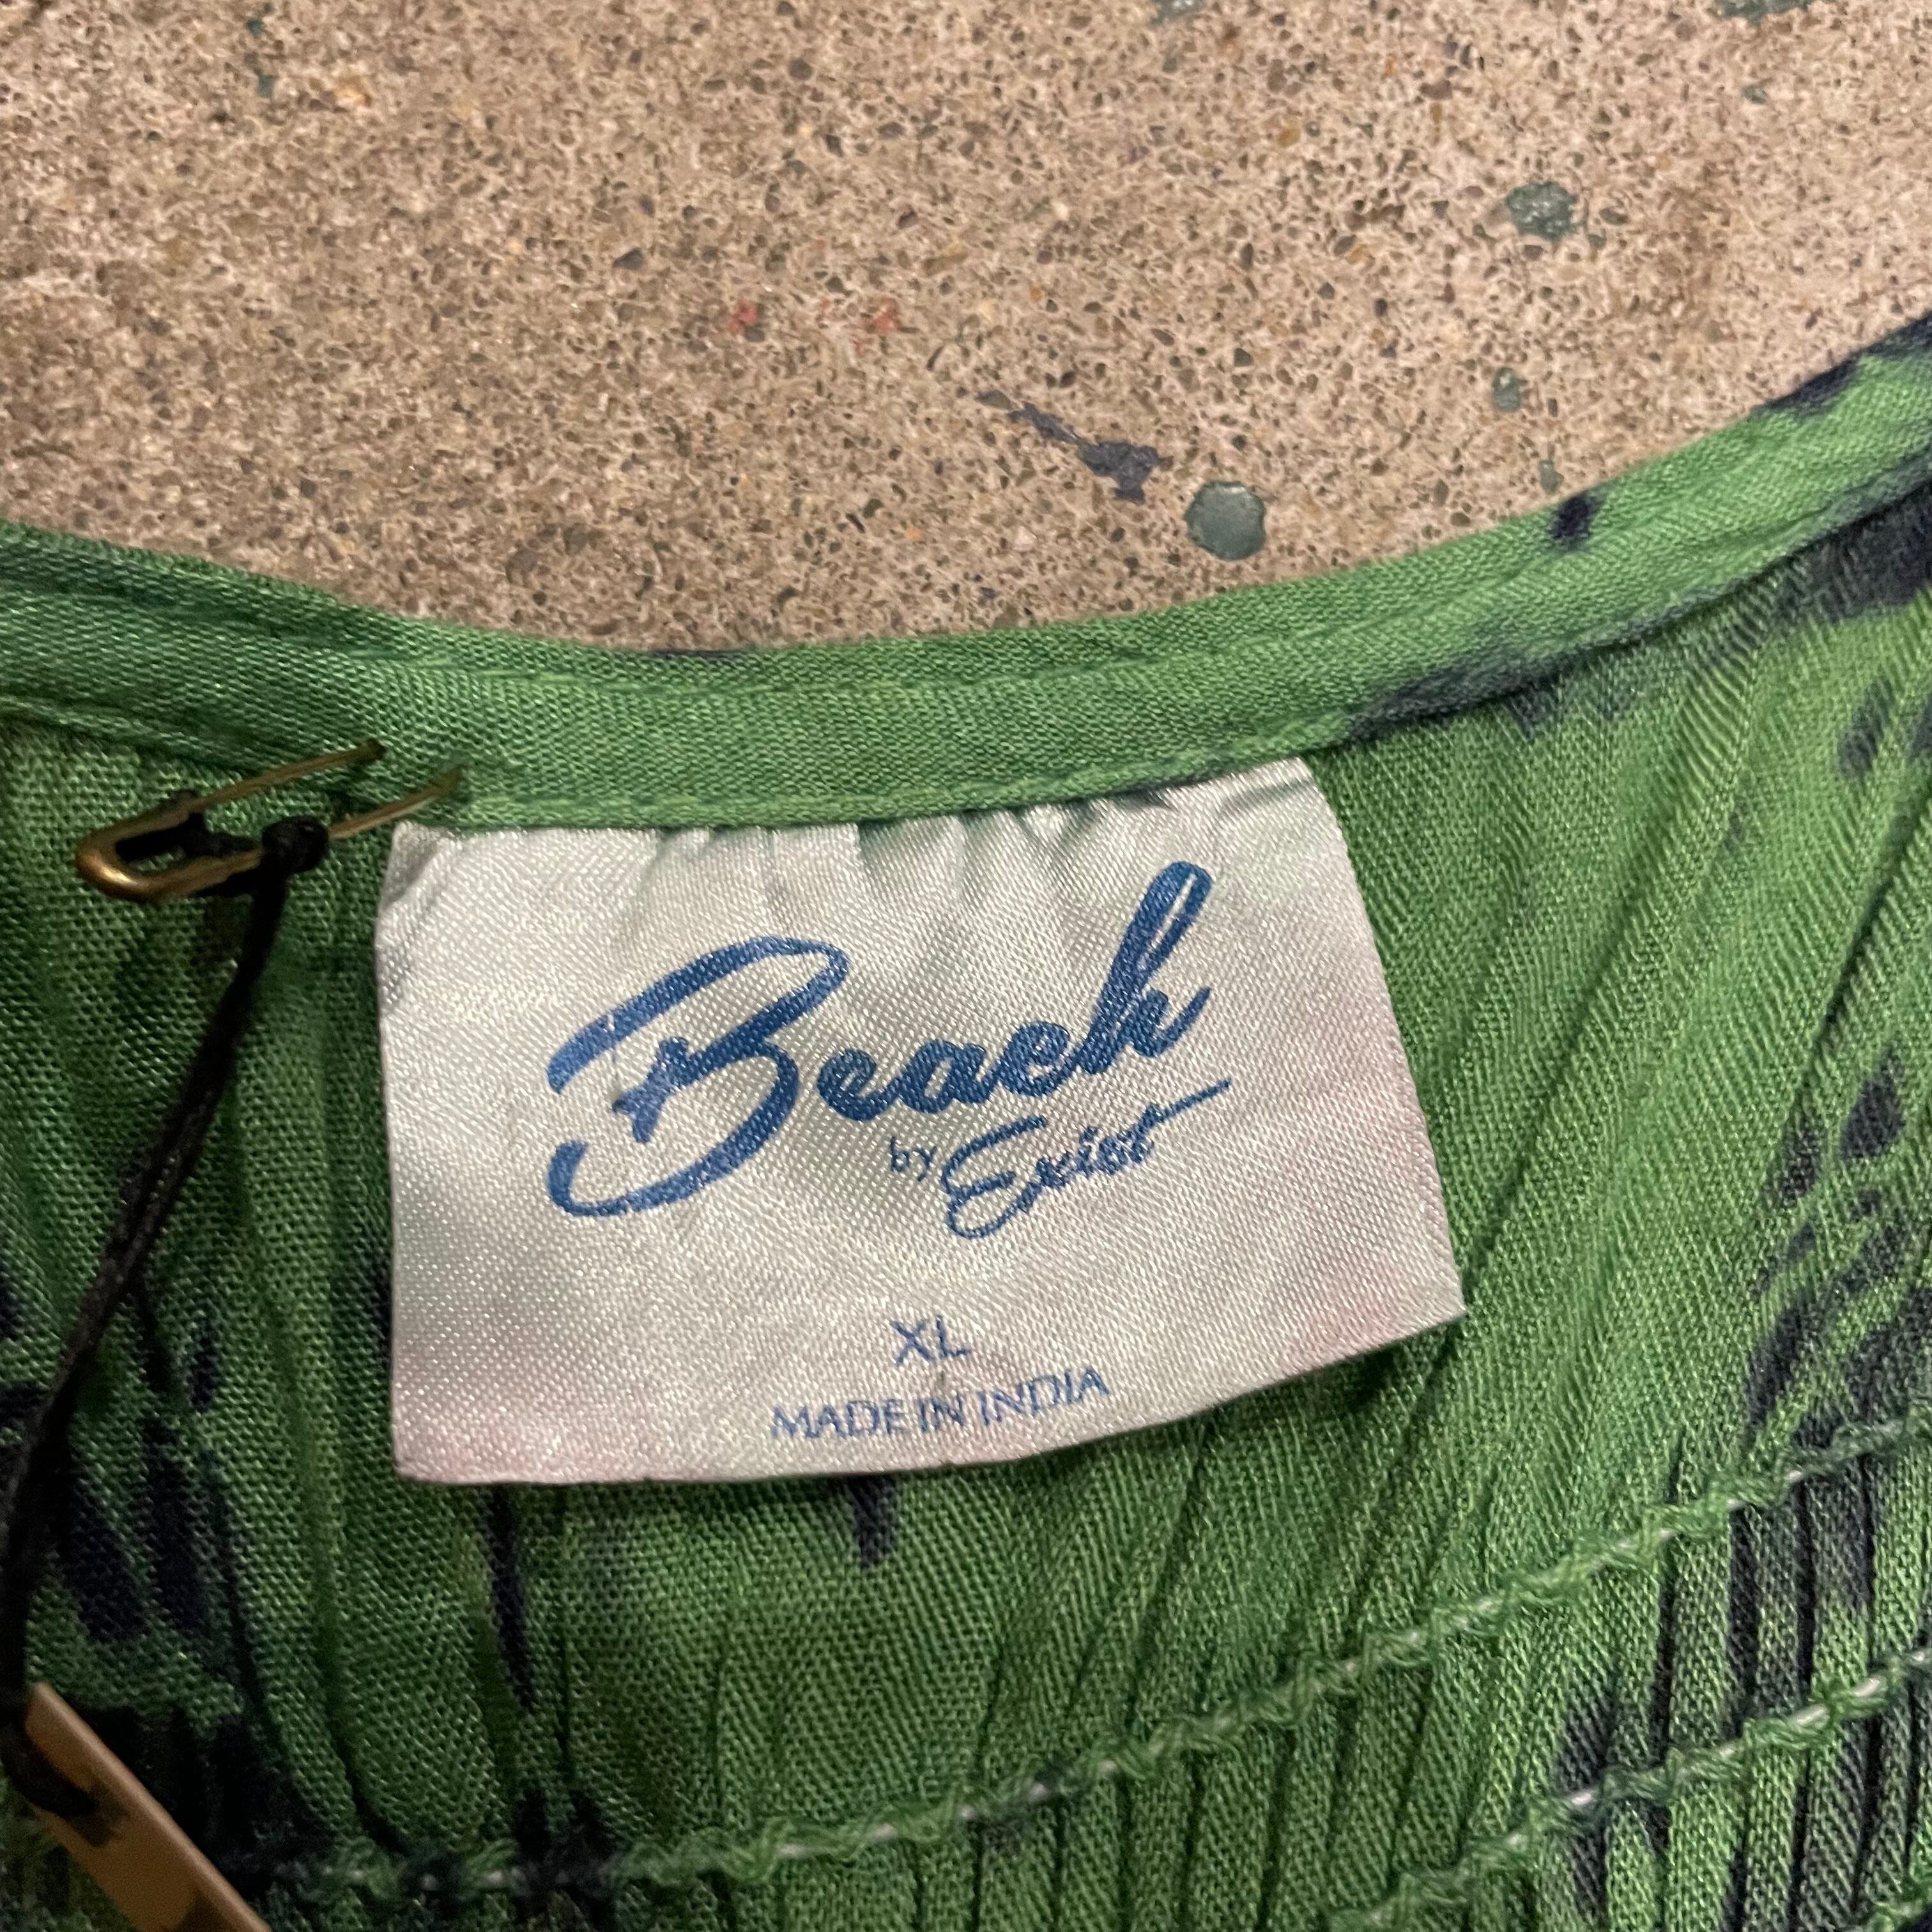 Beach
by Exist
XL
MADE IN INDIA